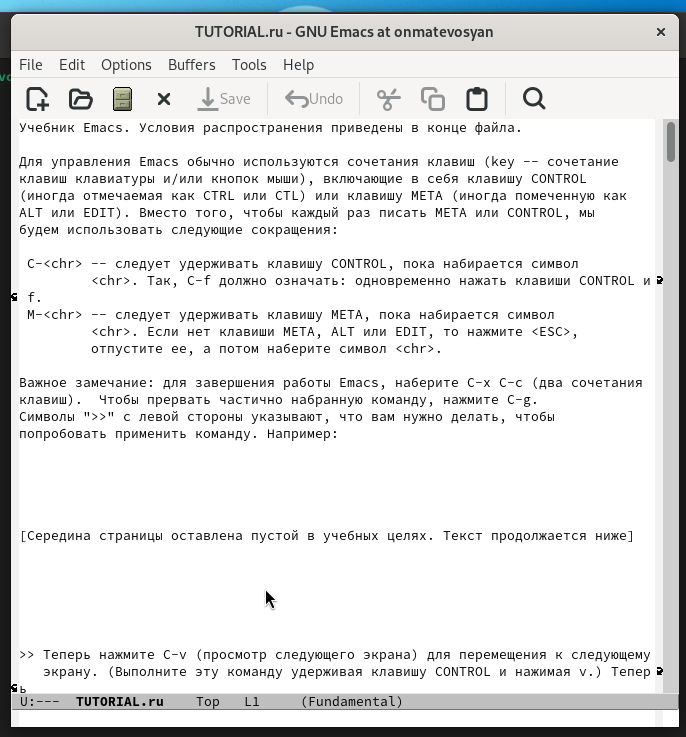 TUTORIAL.ru - GNU Emacs at onmatevosyan
File Edit Options Buffers Tools Help
Save Undo
Учебник Emacs. Условия распространения приведены в конце файла.
Для управления Emacs обычно используются сочетания клавиш (key -- сочетание
клавиш клавиатуры и/или кнопок мыши), включающие в себя клавишу CONTROL
(иногда отмечаемая как CTRL или CTL) или клавишу META (иногда помеченную как
ALT или EDIT). Вместо того, чтобы каждый раз писать META или CONTROL, мы
будем использовать следующие сокращения:
C-<chr> -- следует удерживать клавишу CONTROL, пока набирается символ
<chr>. Так, C-f должно означать: одновременно нажать клавиши CONTROL и
f.
M-<chr> -- следует удерживать клавишу META, пока набирается символ
<chr>. Если нет клавиши META, ALT или EDIT, то нажмите <ESC>,
отпустите ее, а потом наберите символ <chr>.
Важное замечание: для завершения работы Emacs, наберите C-x C-c (два сочетания
клавиш).  Чтобы прервать частично набранную команду, нажмите C-g.
Символы ">>" с левой стороны указывают, что вам нужно делать, чтобы
попробовать применить команду. Например:
[Середина страницы оставлена пустой в учебных целях. Текст продолжается ниже]
>> Теперь нажмите C-v (просмотр следующего экрана) для перемещения к следующему
экрану. (Выполните эту команду удерживая клавишу CONTROL и нажимая v.) Тепер
ь
U:--- TUTORIAL.ru Top L1 (Fundamental)